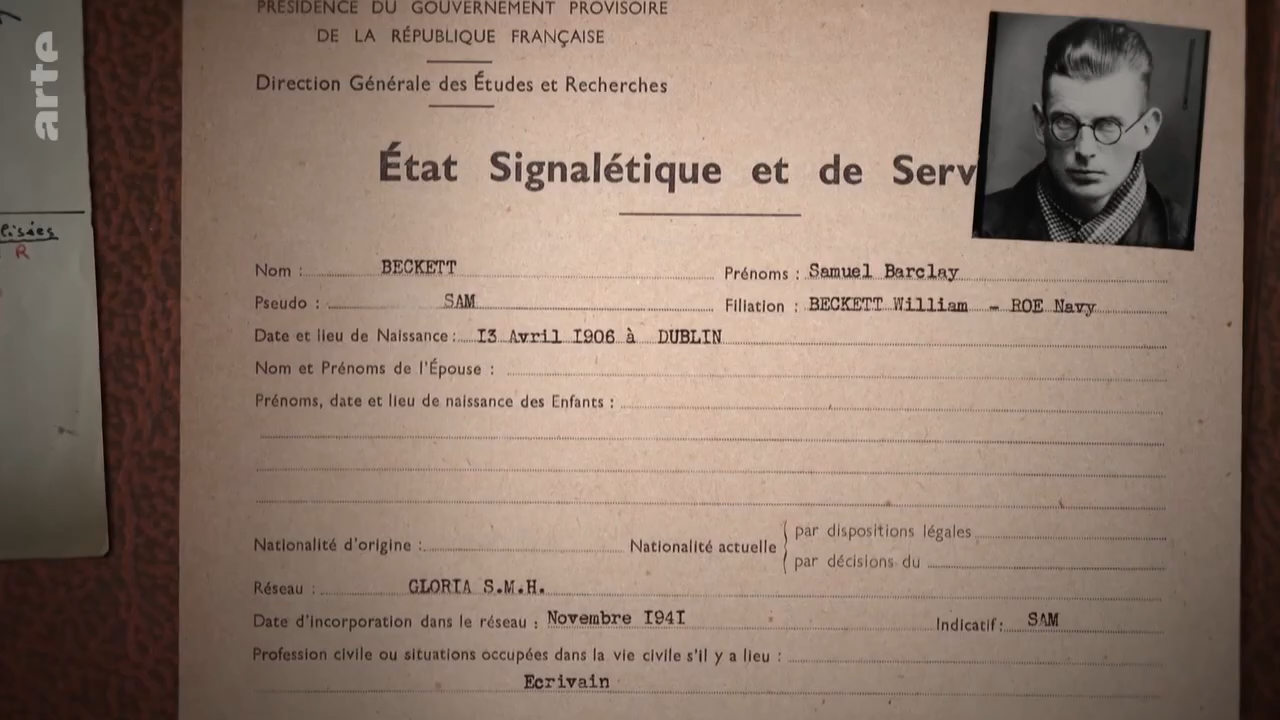 arte
lisées
R
PRÉSIDENCE DU GOUVERNEMENT PROVISOIRE
DE LA RÉPUBLIQUE FRANÇAISE
Direction Générale des Études et Recherches
État Signalétique et de Serv
Nom : BECKETT Prénoms : Samuel Barclay
Pseudo : SAM Filiation : BECKETT William - ROE Navy
Date et lieu de Naissance : I3 Avril I906 à DUBLIN
Nom et Prénoms de l'Épouse :
Prénoms, date et lieu de naissance des Enfants :
Nationalité d'origine : Nationalité actuelle { par dispositions légales
par décisions du
Réseau : GLORIA S.M.H.
Date d'incorporation dans le réseau : Novembre I94I Indicatif : SAM
Profession civile ou situations occupées dans la vie civile s'il y a lieu :
Ecrivain